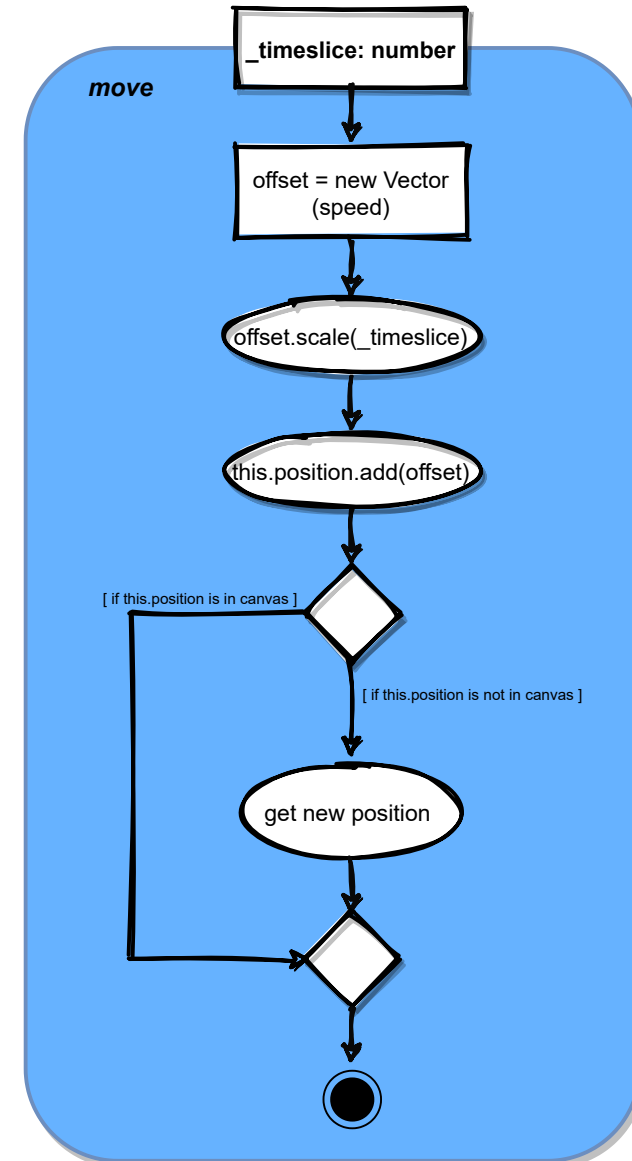 _timeslice: number
move
offset = new Vector
(speed)
offset.scale(_timeslice)
this.position.add(offset)
[ if this.position is in canvas ]
[ if this.position is not in canvas ]
get new position